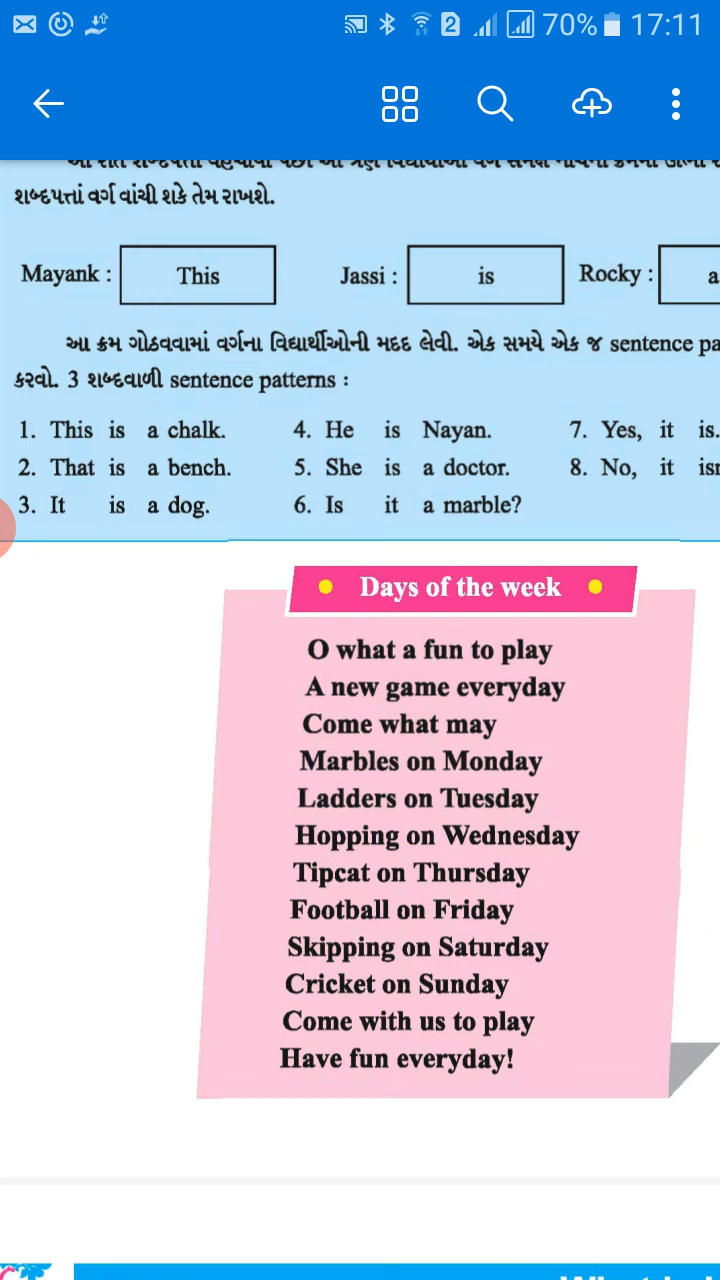 70% 17:11
શબ્દપત્તાં વર્ગ વાંચી શકે તેમ રાખશે.
Mayank : This Jassi : is Rocky : a
આ ક્રમ ગોઠવવામાં વર્ગના વિદ્યાર્થીઓની મદદ લેવી. એક સમયે એક જ sentence pa
કરવો. 3 શબ્દવાળી sentence patterns :
1. This is a chalk. 4. He is Nayan. 7. Yes, it is.
2. That is a bench. 5. She is a doctor. 8. No, it isn
3. It is a dog. 6. Is it a marble?
Days of the week
O what a fun to play
A new game everyday
Come what may
Marbles on Monday
Ladders on Tuesday
Hopping on Wednesday
Tipcat on Thursday
Football on Friday
Skipping on Saturday
Cricket on Sunday
Come with us to play
Have fun everyday!